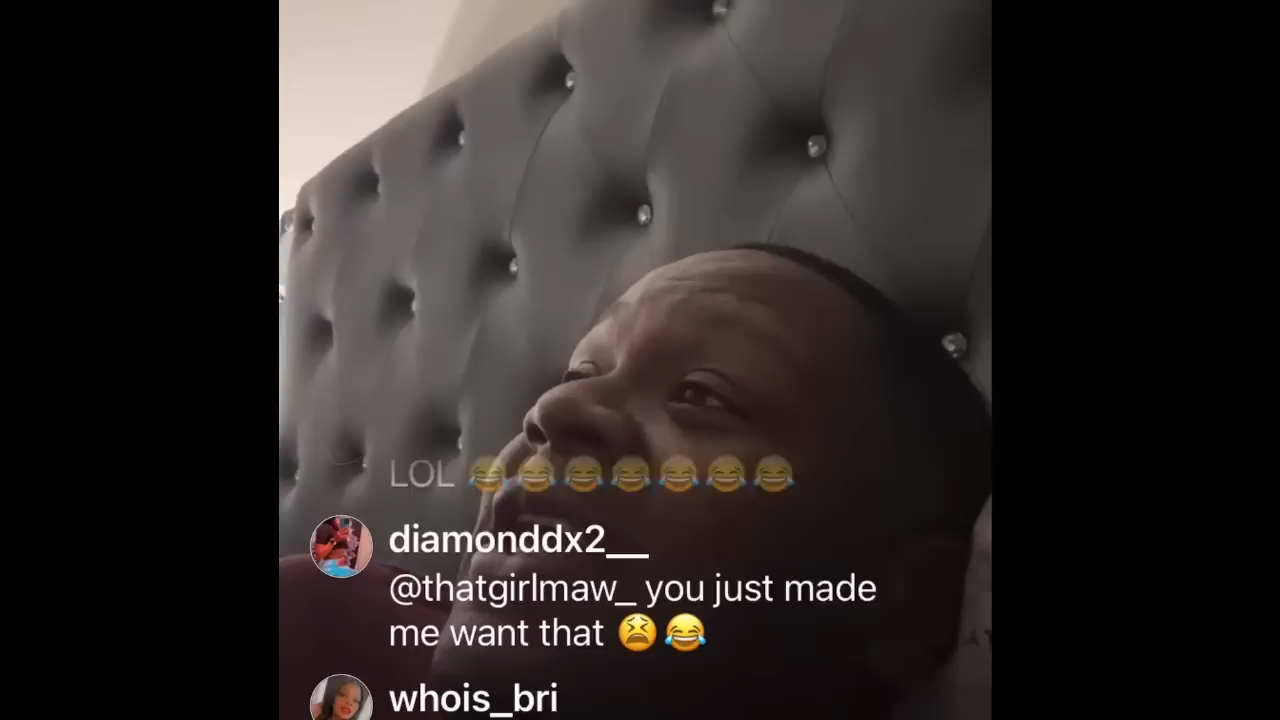 LOL 😂😂😂😂😂😂😂
diamonddx2__
@thatgirlmaw_ you just made
me want that 😫😂
whois_bri